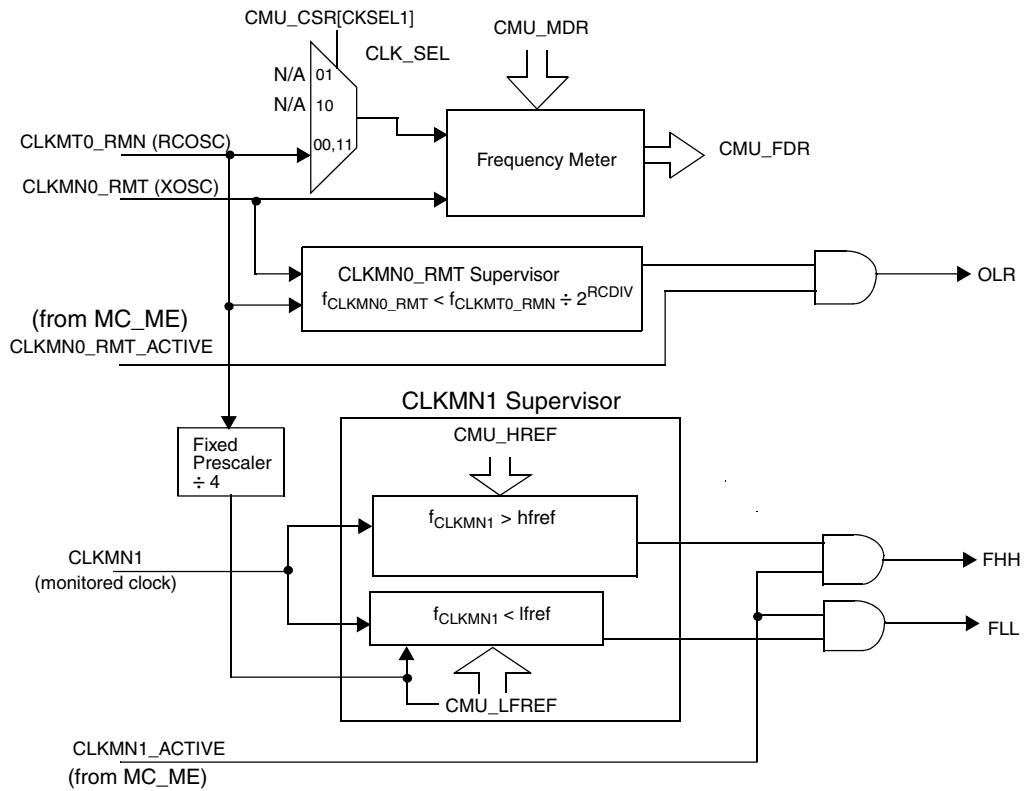 CMU_CSR[CKSEL1]
CMU_MDR
CLK_SEL
N/A 01
N/A 10
00,11
CLKMT0_RMN (RCOSC)
Frequency Meter
CMU_FDR
CLKMN0_RMT (XOSC)
CLKMN0_RMT Supervisor
fCLKMN0_RMT < fCLKMT0_RMN ÷ 2^RCDIV
OLR
(from MC_ME)
CLKMN0_RMT_ACTIVE
CLKMN1 Supervisor
CMU_HREF
Fixed
Prescaler
÷ 4
fCLKMN1 > hfref
CLKMN1
(monitored clock)
FHH
fCLKMN1 < lfref
FLL
CMU_LFREF
CLKMN1_ACTIVE
(from MC_ME)